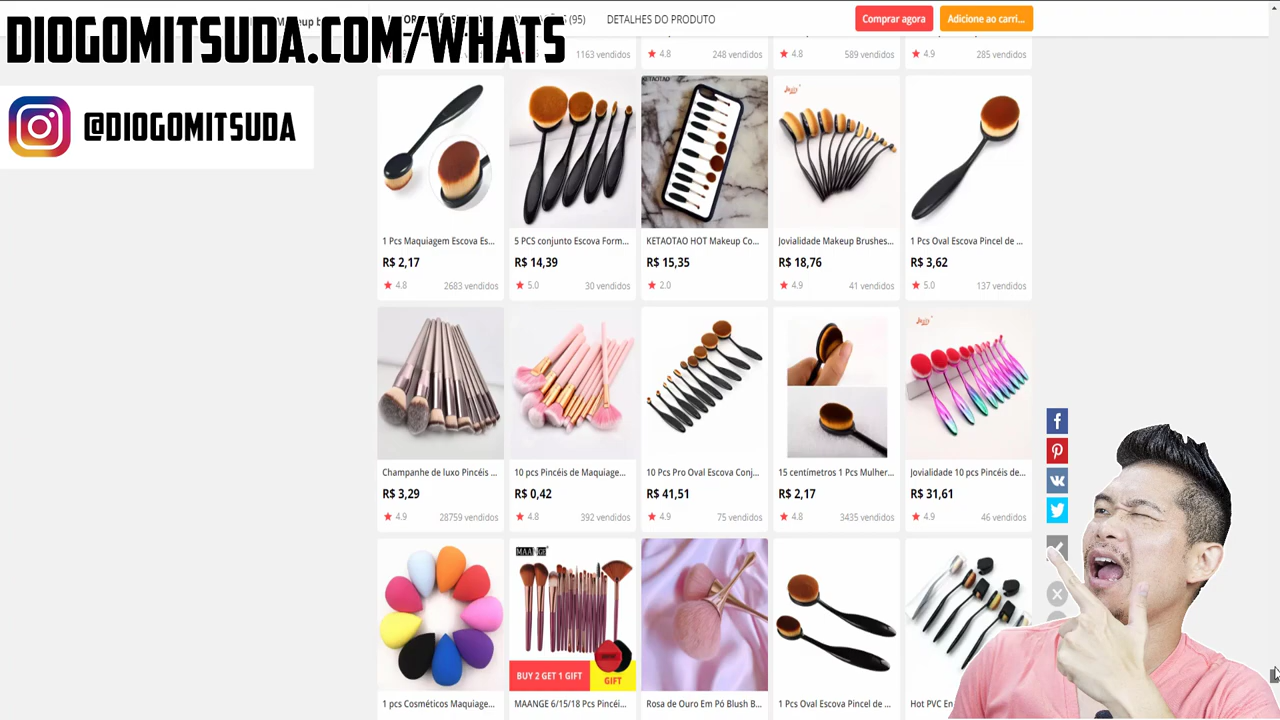 DIOGOMITSUDA.COM/WHATS
@DIOGOMITSUDA
(95)
DETALHES DO PRODUTO
Comprar agora
Adicione ao carri...
1163 vendidos
4.8
248 vendidos
4.8
589 vendidos
4.9
285 vendidos
KETAOTAO
1 Pcs Maquiagem Escova Es...
5 PCS conjunto Escova Form...
KETAOTAO HOT Makeup Co...
Jovialidade Makeup Brushes...
1 Pcs Oval Escova Pincel de ...
R$ 2,17
R$ 14,39
R$ 15,35
R$ 18,76
R$ 3,62
4.8
2683 vendidos
5.0
30 vendidos
2.0
4.9
41 vendidos
5.0
137 vendidos
Champanhe de luxo Pincéis ...
10 pcs Pincéis de Maquiage...
10 Pcs Pro Oval Escova Conj...
15 centímetros 1 Pcs Mulher...
Jovialidade 10 pcs Pincéis de...
R$ 3,29
R$ 0,42
R$ 41,51
R$ 2,17
R$ 31,61
4.9
28759 vendidos
4.8
392 vendidos
4.9
75 vendidos
4.8
3435 vendidos
4.9
46 vendidos
MAANGE
BUY 2 GET 1 GIFT
GIFT
1 pcs Cosméticos Maquiage...
MAANGE 6/15/18 Pcs Pincéi...
Rosa de Ouro Em Pó Blush B...
1 Pcs Oval Escova Pincel de ...
Hot PVC En